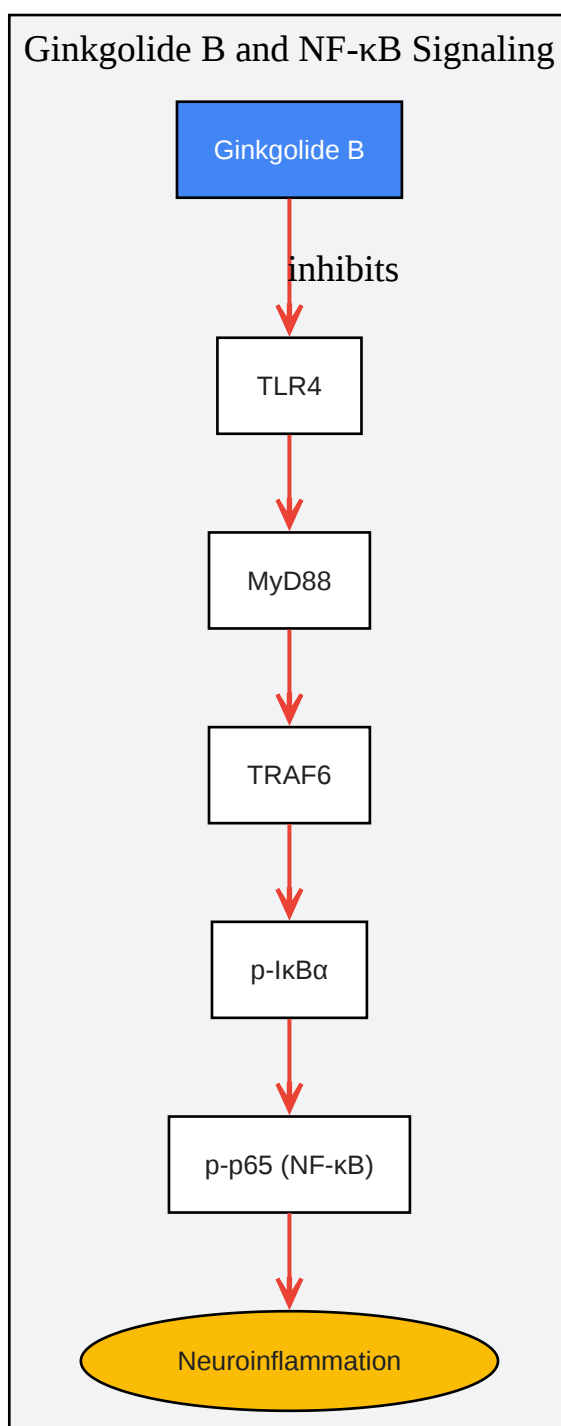 Ginkgolide B and NF-κB Signaling
Ginkgolide B
inhibits
TLR4
MyD88
TRAF6
p-IκBα
p-p65 (NF-κB)
Neuroinflammation